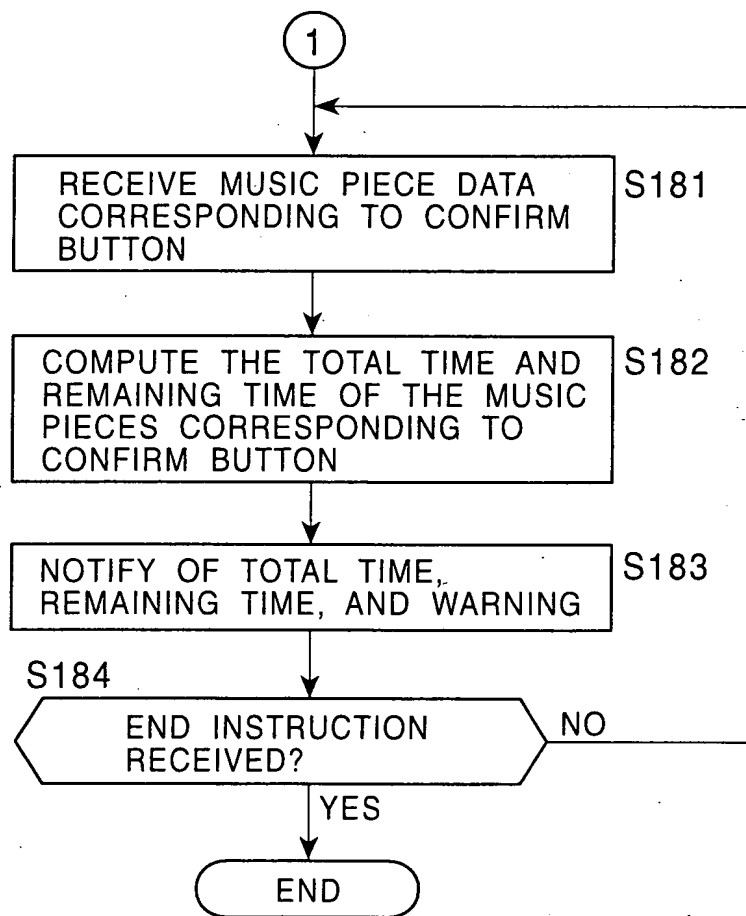 1
RECEIVE MUSIC PIECE DATA
CORRESPONDING TO CONFIRM
BUTTON
S181
COMPUTE THE TOTAL TIME AND
REMAINING TIME OF THE MUSIC
PIECES CORRESPONDING TO
CONFIRM BUTTON
S182
NOTIFY OF TOTAL TIME,
REMAINING TIME, AND WARNING
S183
S184
END INSTRUCTION
RECEIVED?
NO
YES
END